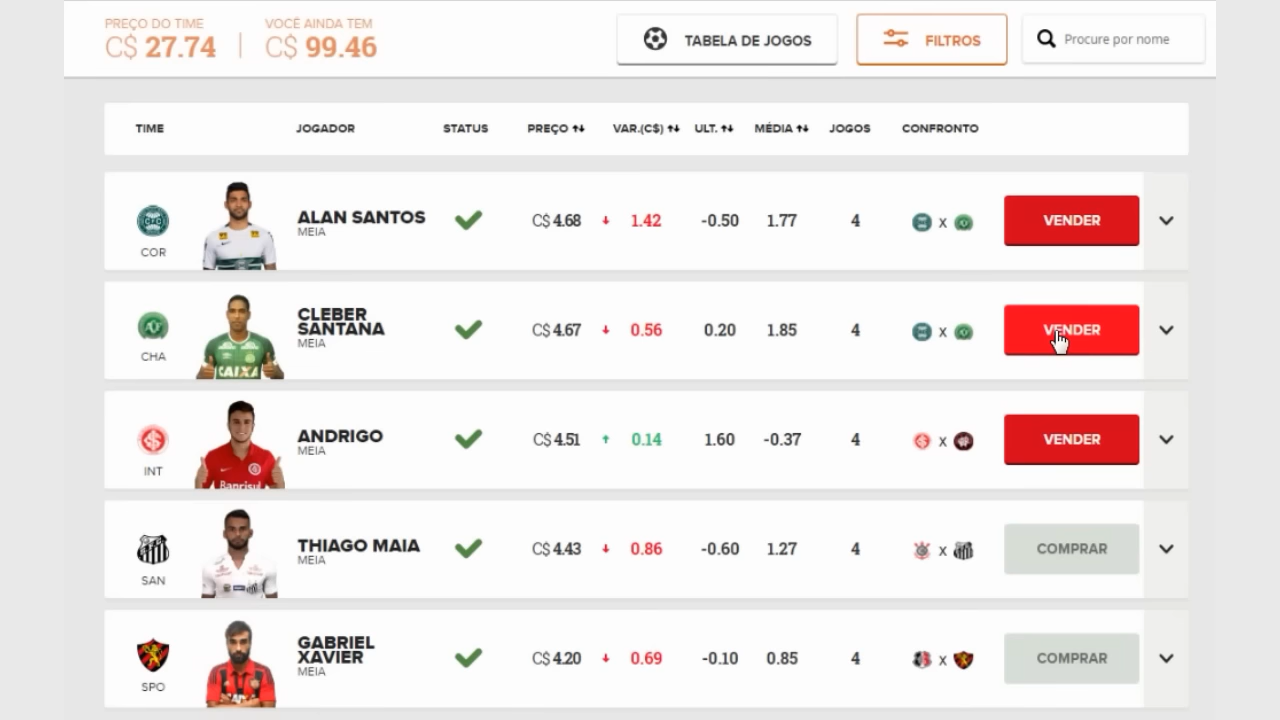 PREÇO DO TIME
C$ 27.74
VOCÊ AINDA TEM
C$ 99.46
TABELA DE JOGOS
FILTROS
Procure por nome
TIME JOGADOR STATUS PREÇO VAR.(C$) ULT. MÉDIA JOGOS CONFRONTO
COR
ALAN SANTOS
MEIA
C$ 4.68 1.42 -0.50 1.77 4 X VENDER
CHA
CLEBER
SANTANA
MEIA
CAIXA
C$ 4.67 0.56 0.20 1.85 4 X VENDER
INT
ANDRIGO
MEIA
Banrisul
C$ 4.51 0.14 1.60 -0.37 4 X VENDER
SAN
THIAGO MAIA
MEIA
C$ 4.43 0.86 -0.60 1.27 4 X COMPRAR
SPO
GABRIEL
XAVIER
MEIA
C$ 4.20 0.69 -0.10 0.85 4 X COMPRAR